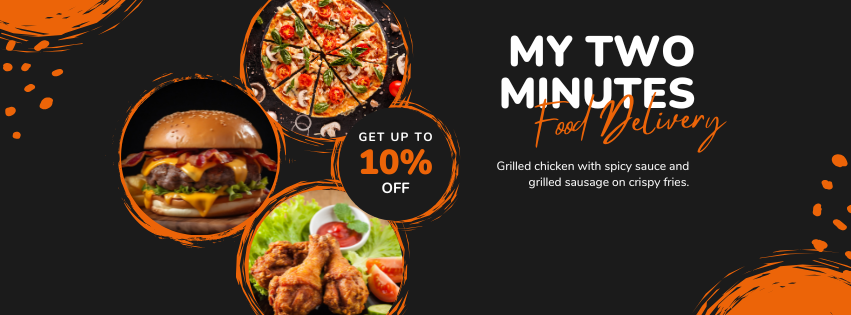 GET UP TO
10%
OFF
MY TWO
MINUTES
Food Delivery
Grilled chicken with spicy sauce and
grilled sausage on crispy fries.